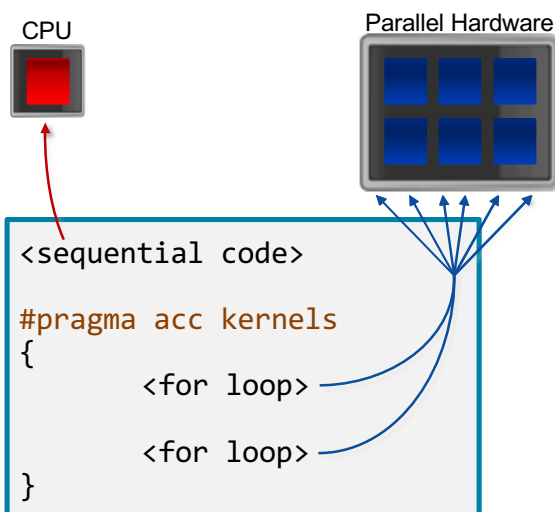 CPU
Parallel Hardware
<sequential code>
#pragma acc kernels
{
<for loop>
<for loop>
}